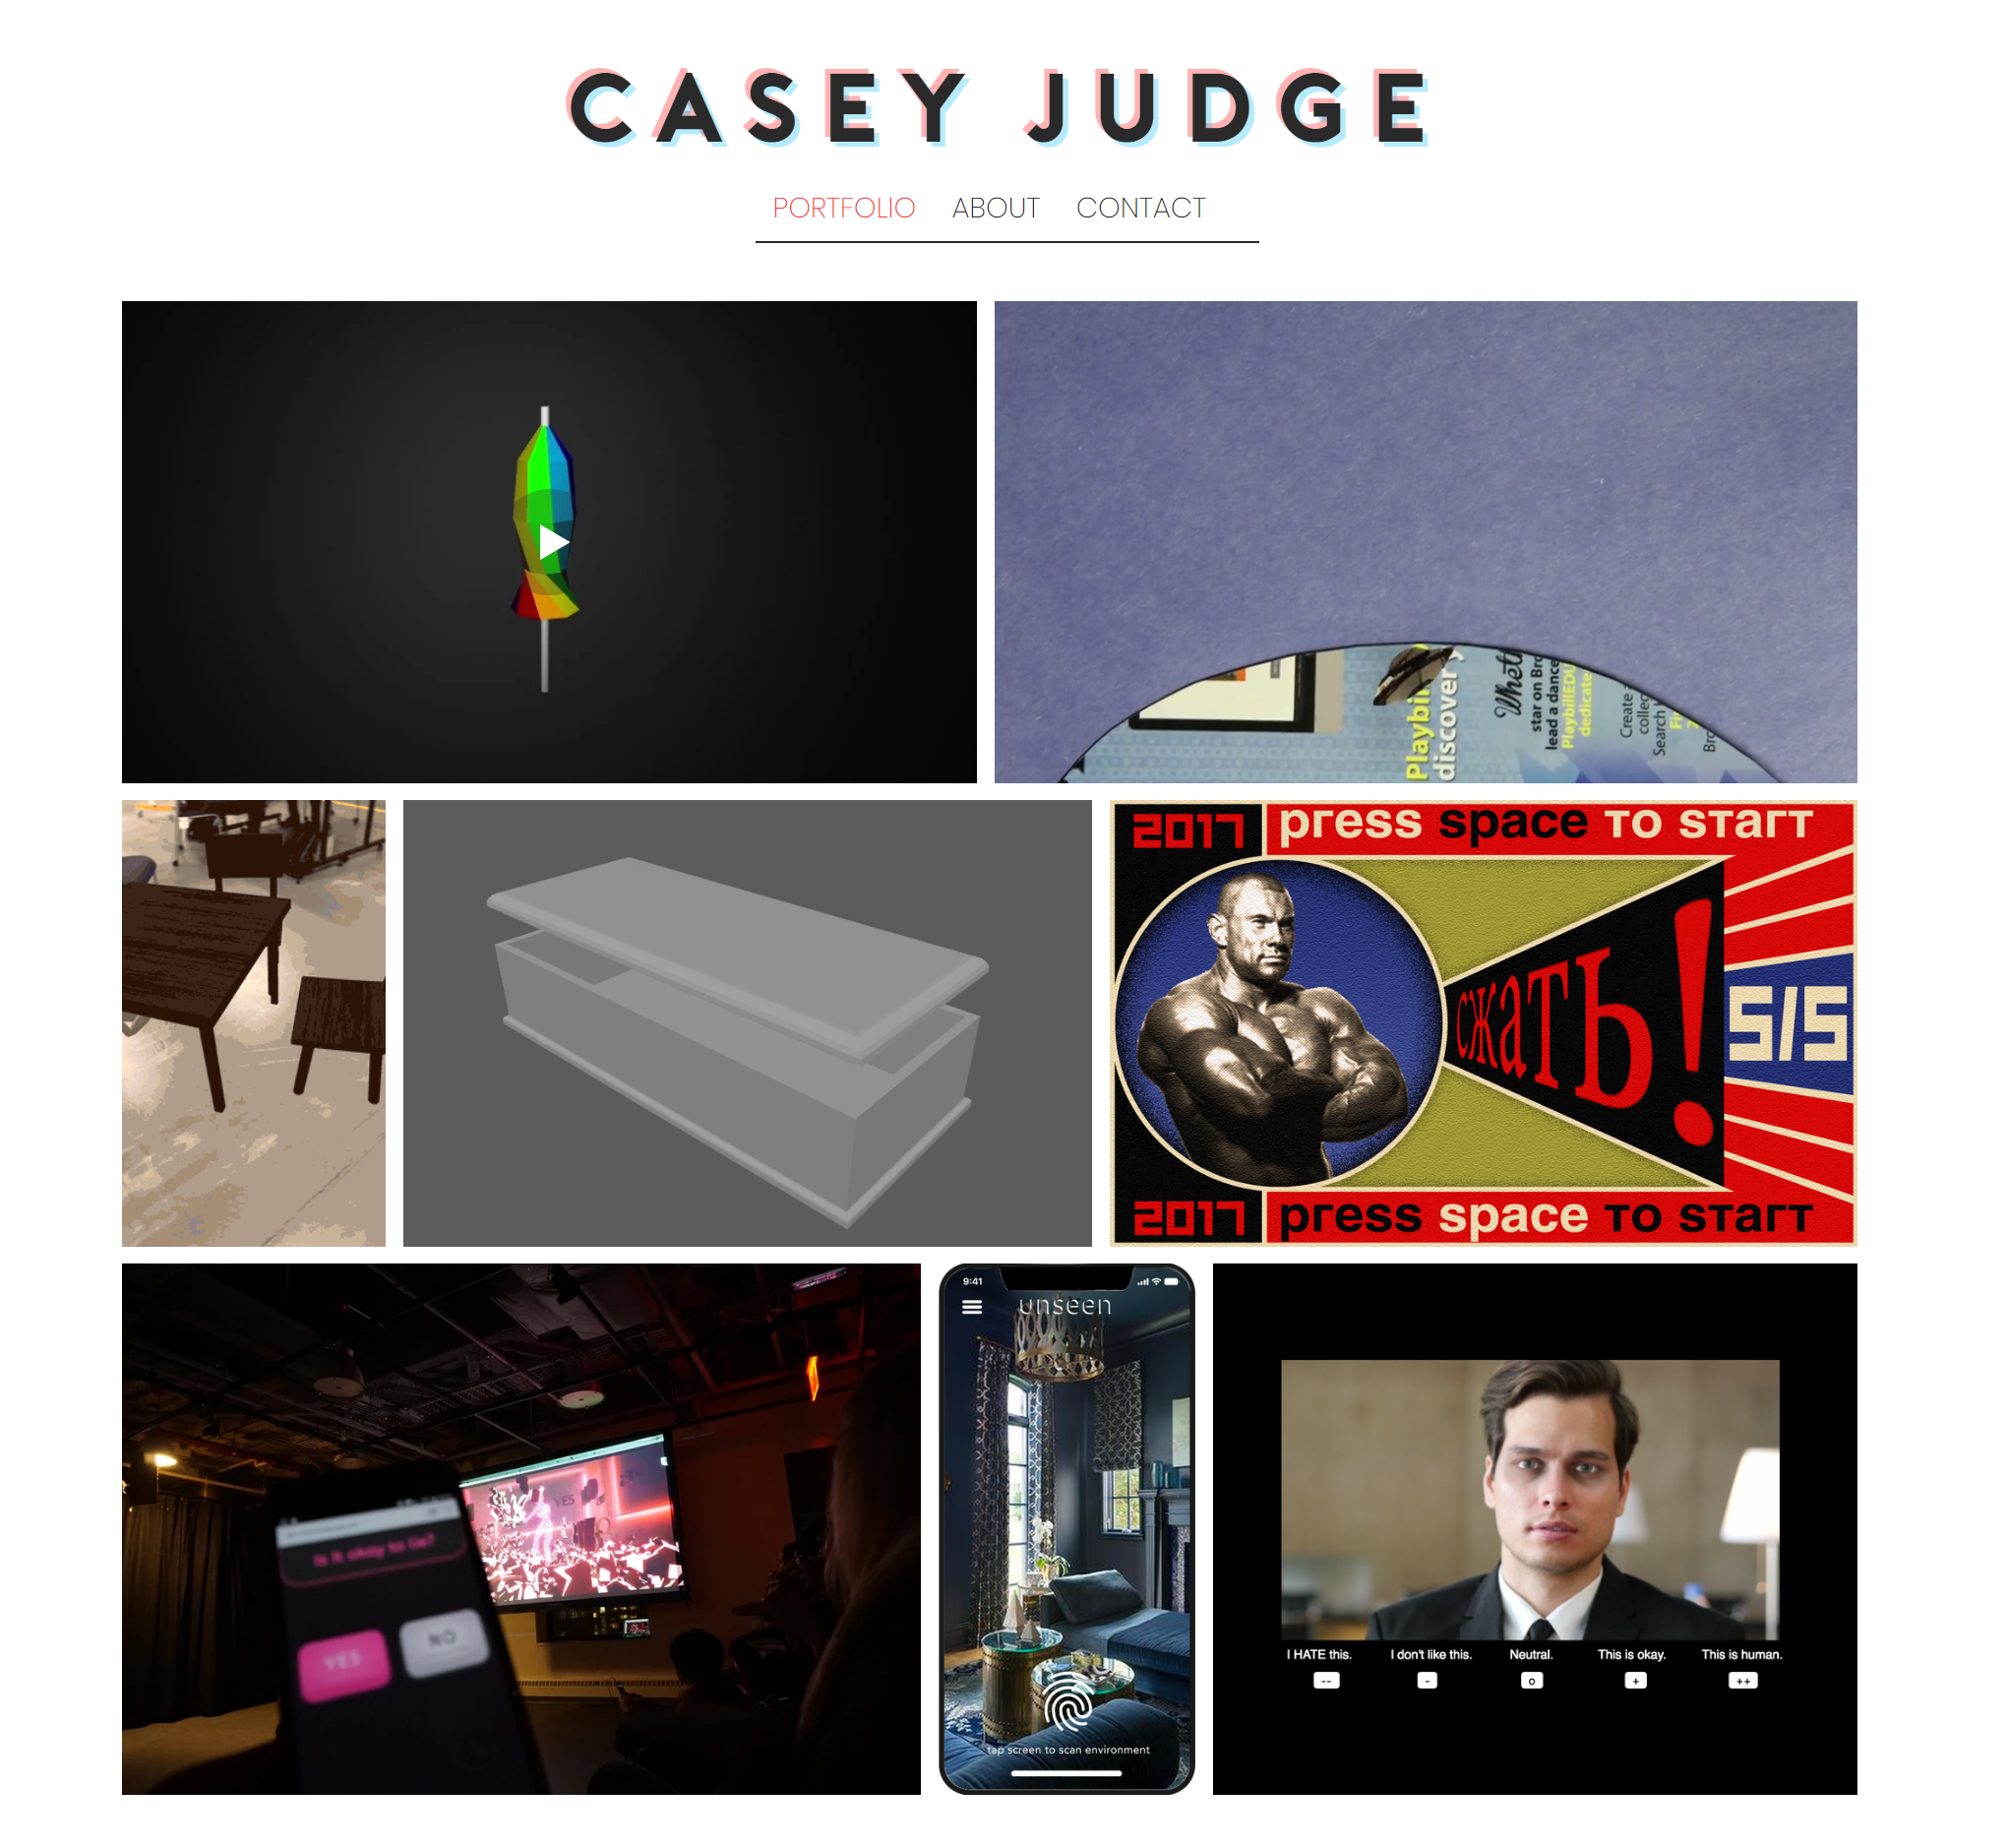 CASEY JUDGE
PORTFOLIO ABOUT CONTACT
Playbill
discover
Whet
star on Bro
lead a dance
PlaybillEDU
dedicate
Create
collec
Search
Bro
2017 press space to start
сжать!
5/5
2017 press space to start
9:41
unseen
tap screen to scan environment
YES
Is it okay to lie?
YES NO
I HATE this. I don't like this. Neutral. This is okay. This is human.
-- - o + ++